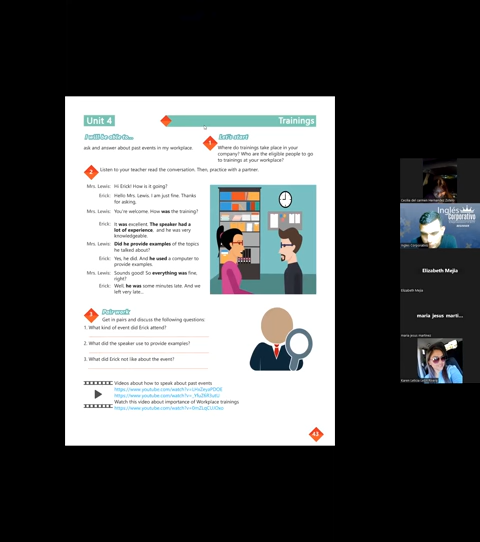 Unit 4
Trainings
I will be able to...
ask and answer about past events in my workplace.
1
Let's start
Where do trainings take place in your
company? Who are the eligible people to go
to trainings at your workplace?
2
Listen to your teacher read the conversation. Then, practice with a partner.
Mrs. Lewis: Hi Erick! How is it going?
Erick: Hello Mrs. Lewis, I am just fine. Thanks
for asking.
Mrs. Lewis: You're welcome. How was the training?
Erick: It was excellent. The speaker had a
lot of experience, and he was very
knowledgeable.
Mrs. Lewis: Did he provide examples of the topics
he talked about?
Erick: Yes, he did. And he used a computer to
provide examples.
Mrs. Lewis: Sounds good! So everything was fine,
right?
Erick: Well, he was some minutes late. And we
left very late...
3
Pair work
Get in pairs and discuss the following questions:
1. What kind of event did Erick attend?
2. What did the speaker use to provide examples?
3. What did Erick not like about the event?
Videos about how to speak about past events
Watch this video about importance of Workplace trainings
43
Inglés
Corporativo
Inglés Corporativo
Elizabeth Mejia
Elizabeth Mejia
maria jesus marti...